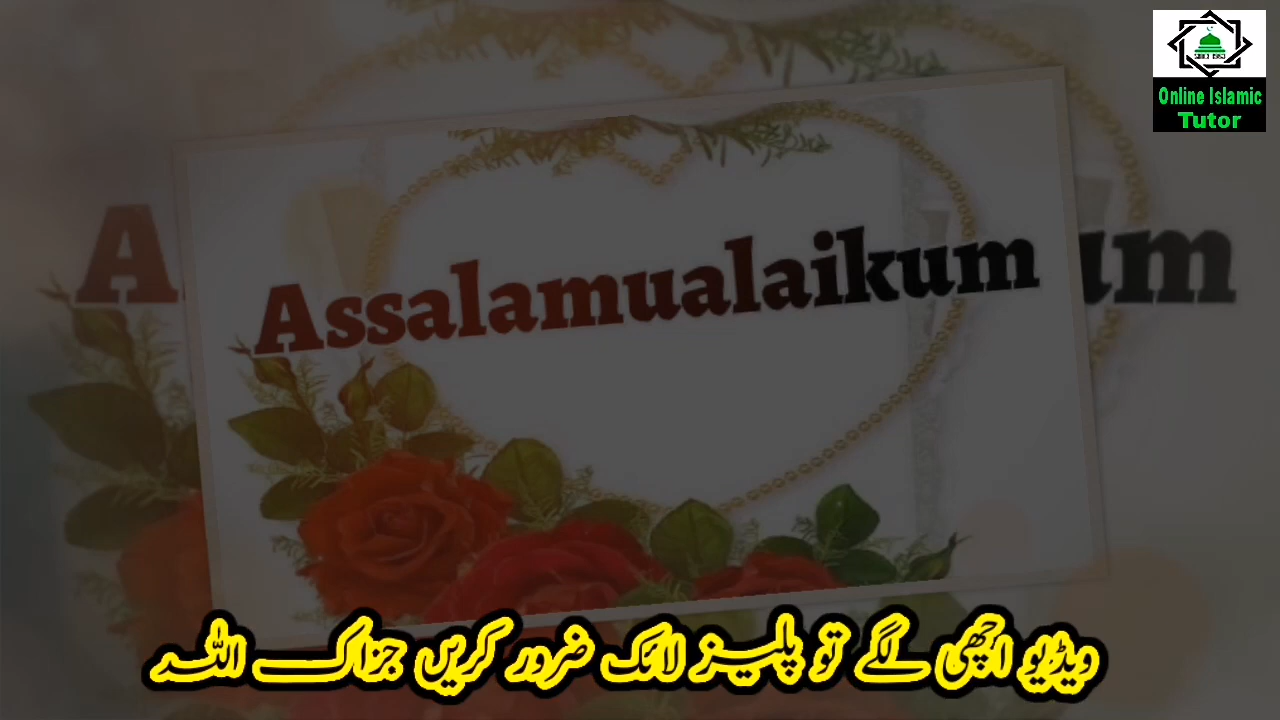 Online Islamic
Tutor
Assalamualaikum
ویڈیو اچھی لگے تو پلیز لائک ضرور کریں جزاک اللہ